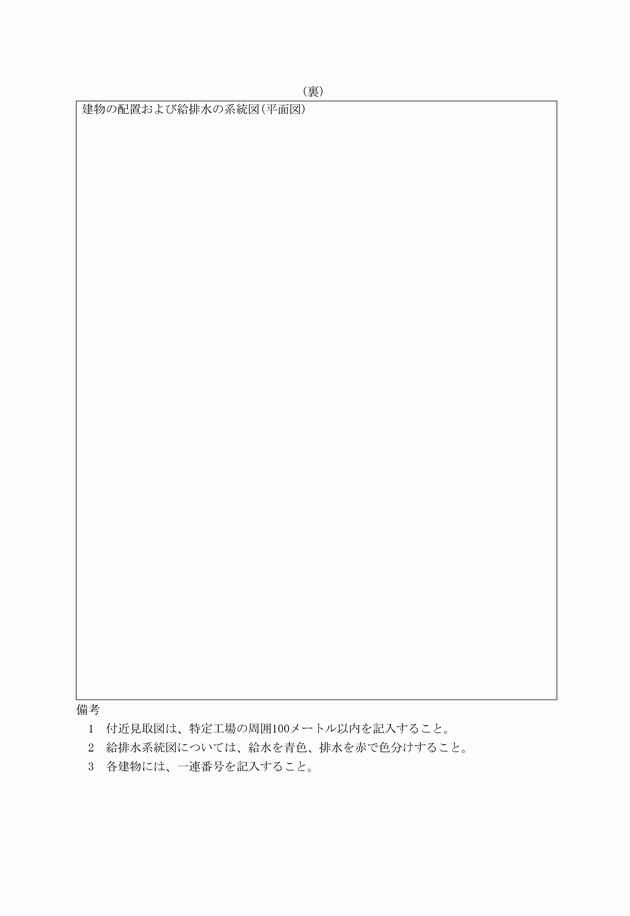 (裏)
建物の配置および給排水の系統図(平面図)
備考
1 付近見取図は、特定工場の周囲100メートル以内を記入すること。
2 給排水系統図については、給水を青色、排水を赤で色分けすること。
3 各建物には、一連番号を記入すること。